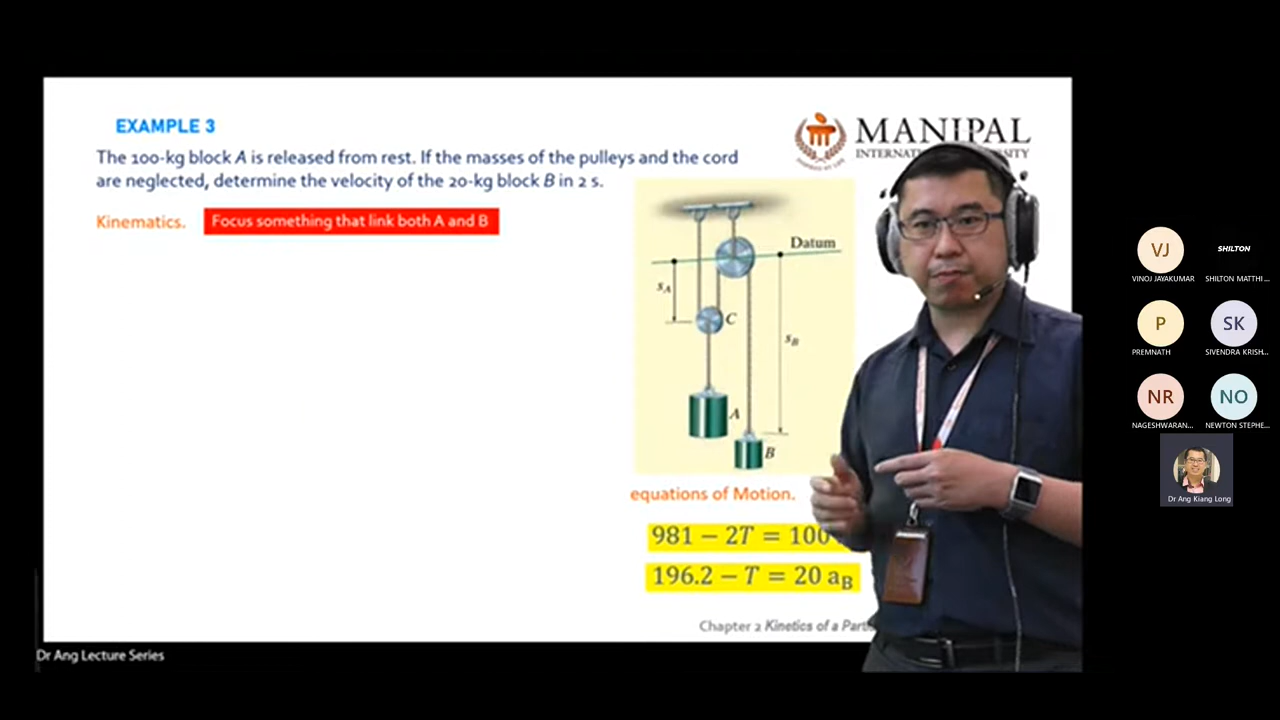 EXAMPLE 3
The 100-kg block A is released from rest. If the masses of the pulleys and the cord
are neglected, determine the velocity of the 20-kg block B in 2 s.
Kinematics.
Focus something that link both A and B
MANIPAL
Datum
sA
C
sB
A
B
equations of Motion.
981 − 2T = 100
196.2 − T = 20 aB
Chapter 2 Kinetics of a
Dr Ang Lecture Series
VJ
VINOJ JAYAKUMAR
SHILTON
SHILTON MATTHI...
P
PREMNATH
SK
SIVENDRA KRISH...
NR
NAGESHWARAN...
NO
NEWTON STEPHE...
Dr Ang Kiang Long